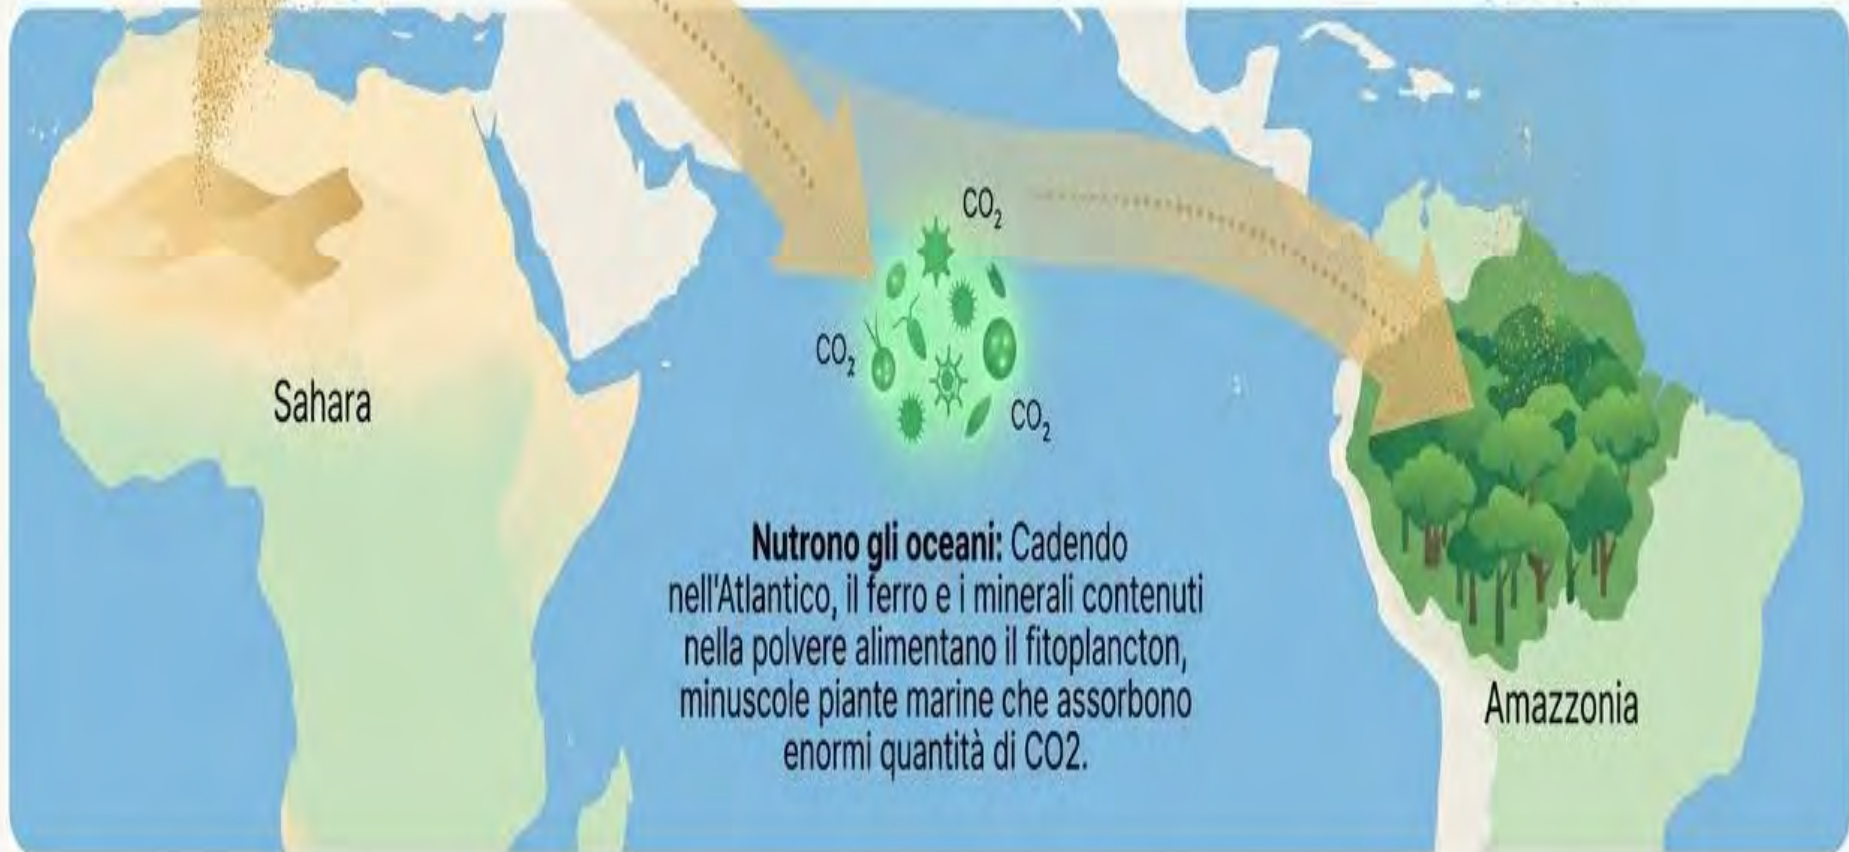 CO₂
CO₂
CO₂
Sahara
Nutrono gli oceani: Cadendo
nell'Atlantico, il ferro e i minerali contenuti
nella polvere alimentano il fitoplancton,
minuscole piante marine che assorbono
enormi quantità di CO2.
Amazzonia